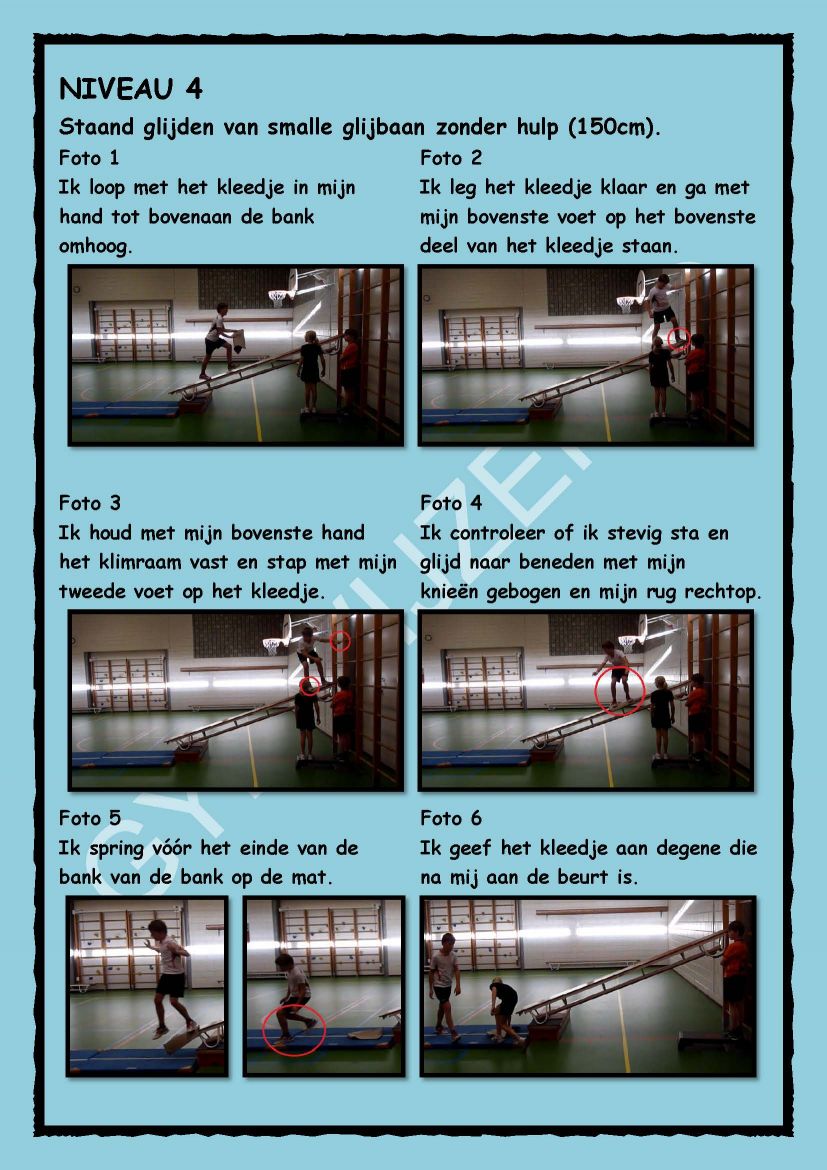 NIVEAU 4
Staand glijden van smalle glijbaan zonder hulp (150cm).
Foto 1
Ik loop met het kleedje in mijn
hand tot bovenaan de bank
omhoog.
Foto 2
Ik leg het kleedje klaar en ga met
mijn bovenste voet op het bovenste
deel van het kleedje staan.
Foto 3
Ik houd met mijn bovenste hand
het klimraam vast en stap met mijn
tweede voet op het kleedje.
Foto 4
Ik controleer of ik stevig sta en
glijd naar beneden met mijn
knieën gebogen en mijn rug rechtop.
Foto 5
Ik spring vóór het einde van de
bank van de bank op de mat.
Foto 6
Ik geef het kleedje aan degene die
na mij aan de beurt is.